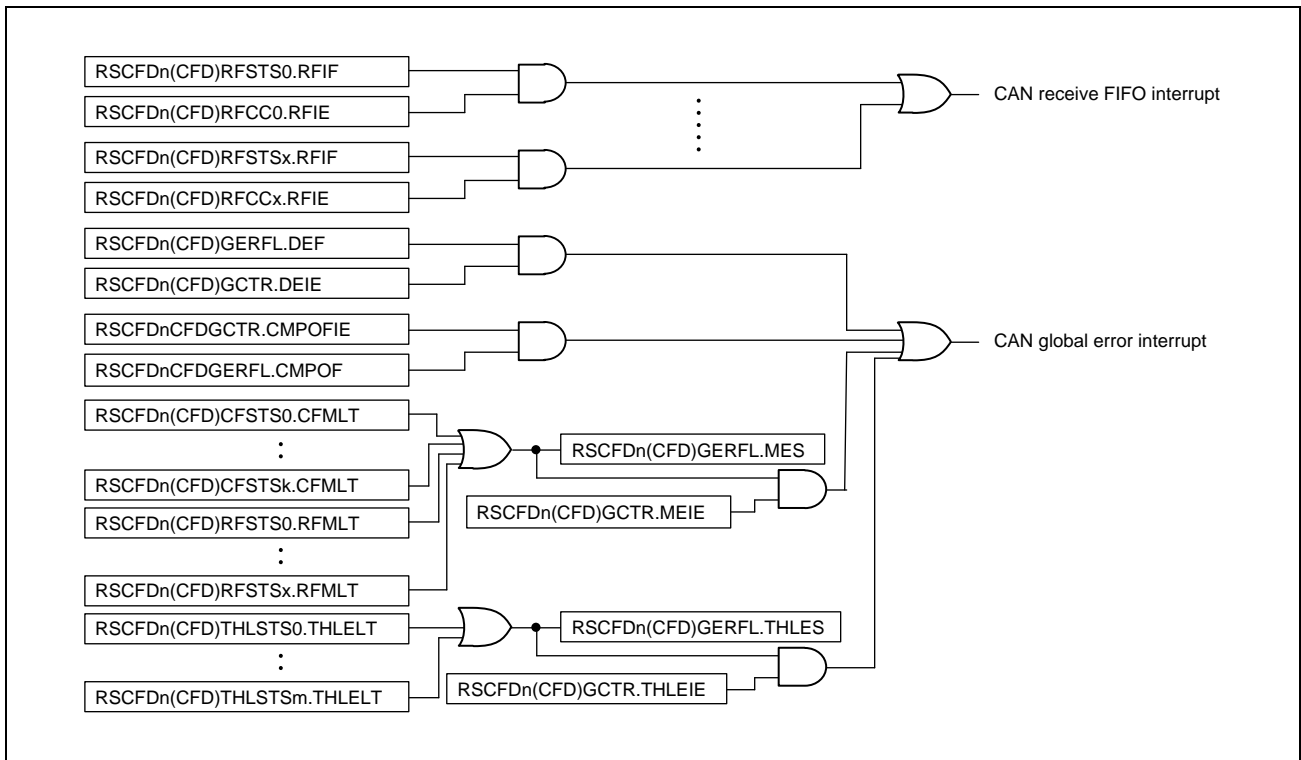 RSCFDn(CFD)RFSTS0.RFIF
RSCFDn(CFD)RFCC0.RFIE
CAN receive FIFO interrupt
RSCFDn(CFD)RFSTSx.RFIF
RSCFDn(CFD)RFCCx.RFIE
RSCFDn(CFD)GERFL.DEF
RSCFDn(CFD)GCTR.DEIE
RSCFDnCFDGCTR.CMPOFIE
RSCFDnCFDGERFL.CMPOF
CAN global error interrupt
RSCFDn(CFD)CFSTS0.CFMLT
RSCFDn(CFD)GERFL.MES
RSCFDn(CFD)CFSTSk.CFMLT
RSCFDn(CFD)GCTR.MEIE
RSCFDn(CFD)RFSTS0.RFMLT
RSCFDn(CFD)RFSTSx.RFMLT
RSCFDn(CFD)THLSTS0.THLELT
RSCFDn(CFD)GERFL.THLES
RSCFDn(CFD)GCTR.THLEIE
RSCFDn(CFD)THLSTSm.THLELT